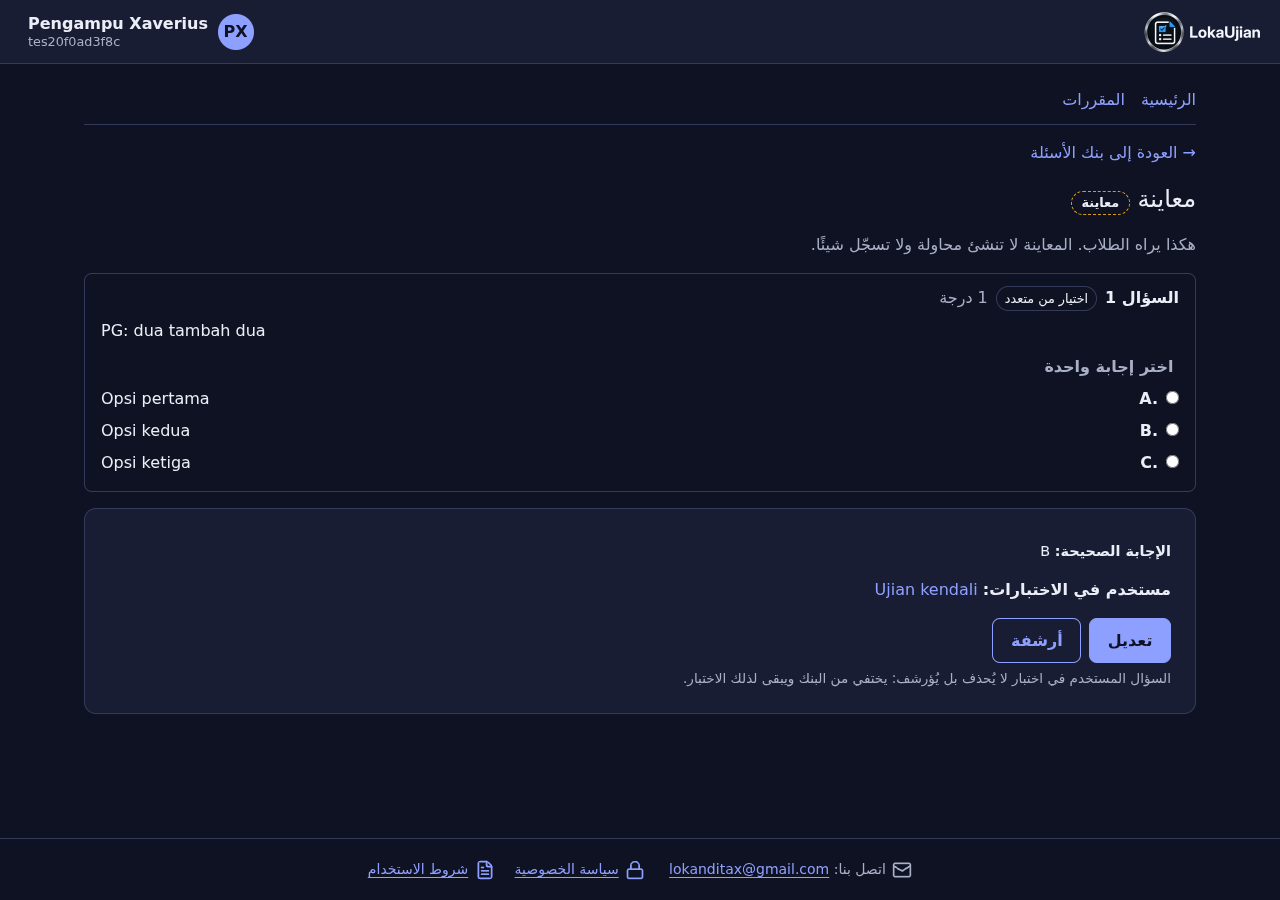 LokaUjian
Pengampu Xaverius
tes20f0ad3f8c
PX
الرئيسية
المقررات
→ العودة إلى بنك الأسئلة
معاينة معاينة
هكذا يراه الطلاب. المعاينة لا تنشئ محاولة ولا تسجّل شيئًا.
السؤال 1 اختيار من متعدد 1 درجة
PG: dua tambah dua
اختر إجابة واحدة
A. Opsi pertama
B. Opsi kedua
C. Opsi ketiga
الإجابة الصحيحة: B
مستخدم في الاختبارات: Ujian kendali
تعديل
أرشفة
السؤال المستخدم في اختبار لا يُحذف بل يُؤرشف: يختفي من البنك ويبقى لذلك الاختبار.
اتصل بنا: lokanditax@gmail.com
سياسة الخصوصية
شروط الاستخدام